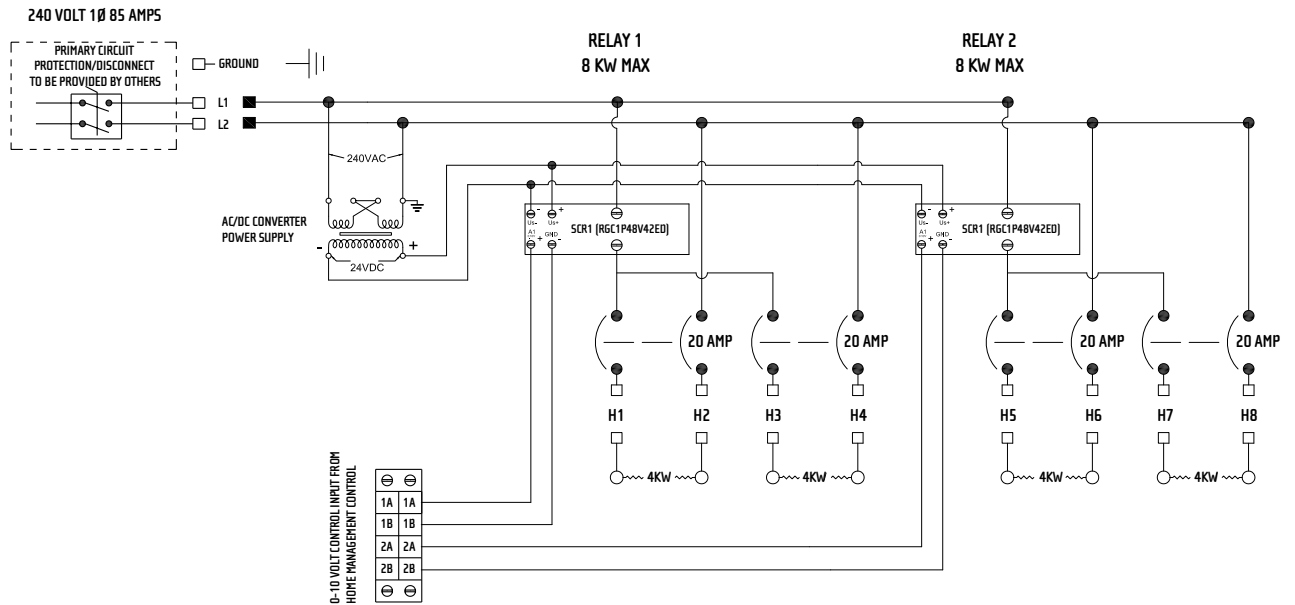 240 VOLT 1Ø 85 AMPS
PRIMARY CIRCUIT
PROTECTION/DISCONNECT
TO BE PROVIDED BY OTHERS
GROUND
L1
L2
RELAY 1
8 KW MAX
RELAY 2
8 KW MAX
240VAC
AC/DC CONVERTER
POWER SUPPLY
- +
24VDC
- +
Us- Us+
A1 + GND -
SCR1 (RGC1P48V42ED)
- +
Us- Us+
A1 + GND -
SCR1 (RGC1P48V42ED)
20 AMP
20 AMP
20 AMP
20 AMP
H1 H2 H3 H4 H5 H6 H7 H8
4KW
4KW
4KW
4KW
0-10 VOLT CONTROL INPUT FROM
HOME MANAGEMENT CONTROL
1A 1A
1B 1B
2A 2A
2B 2B